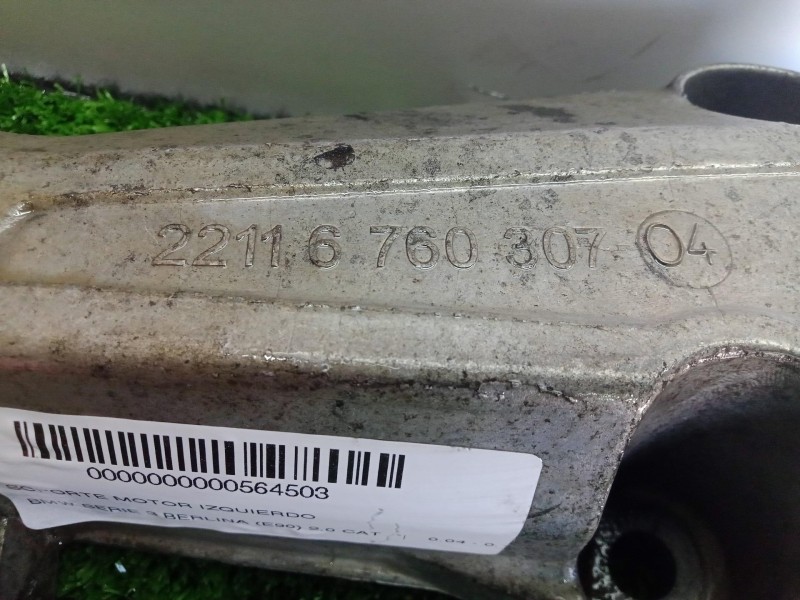 2211 6 760 307 04
0000000000564503
SOPORTE MOTOR IZQUIERDO
BMW SERIE 3 BERLINA (E90) 2.0 CAT